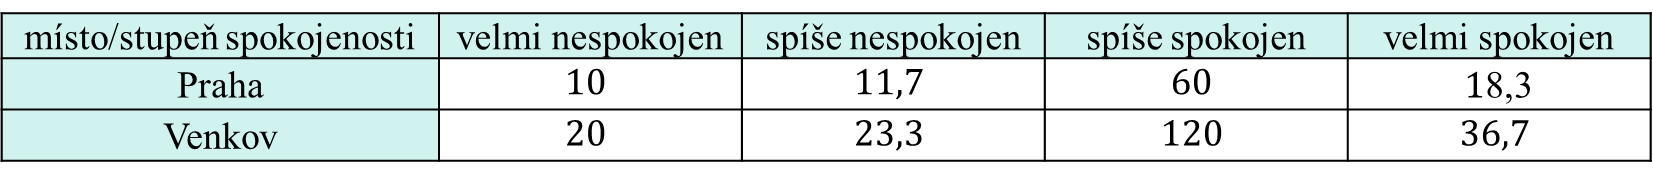 místo/stupeň spokojenosti velmi nespokojen spíše nespokojen spíše spokojen velmi spokojen
Praha 10 11,7 60 18,3
Venkov 20 23,3 120 36,7